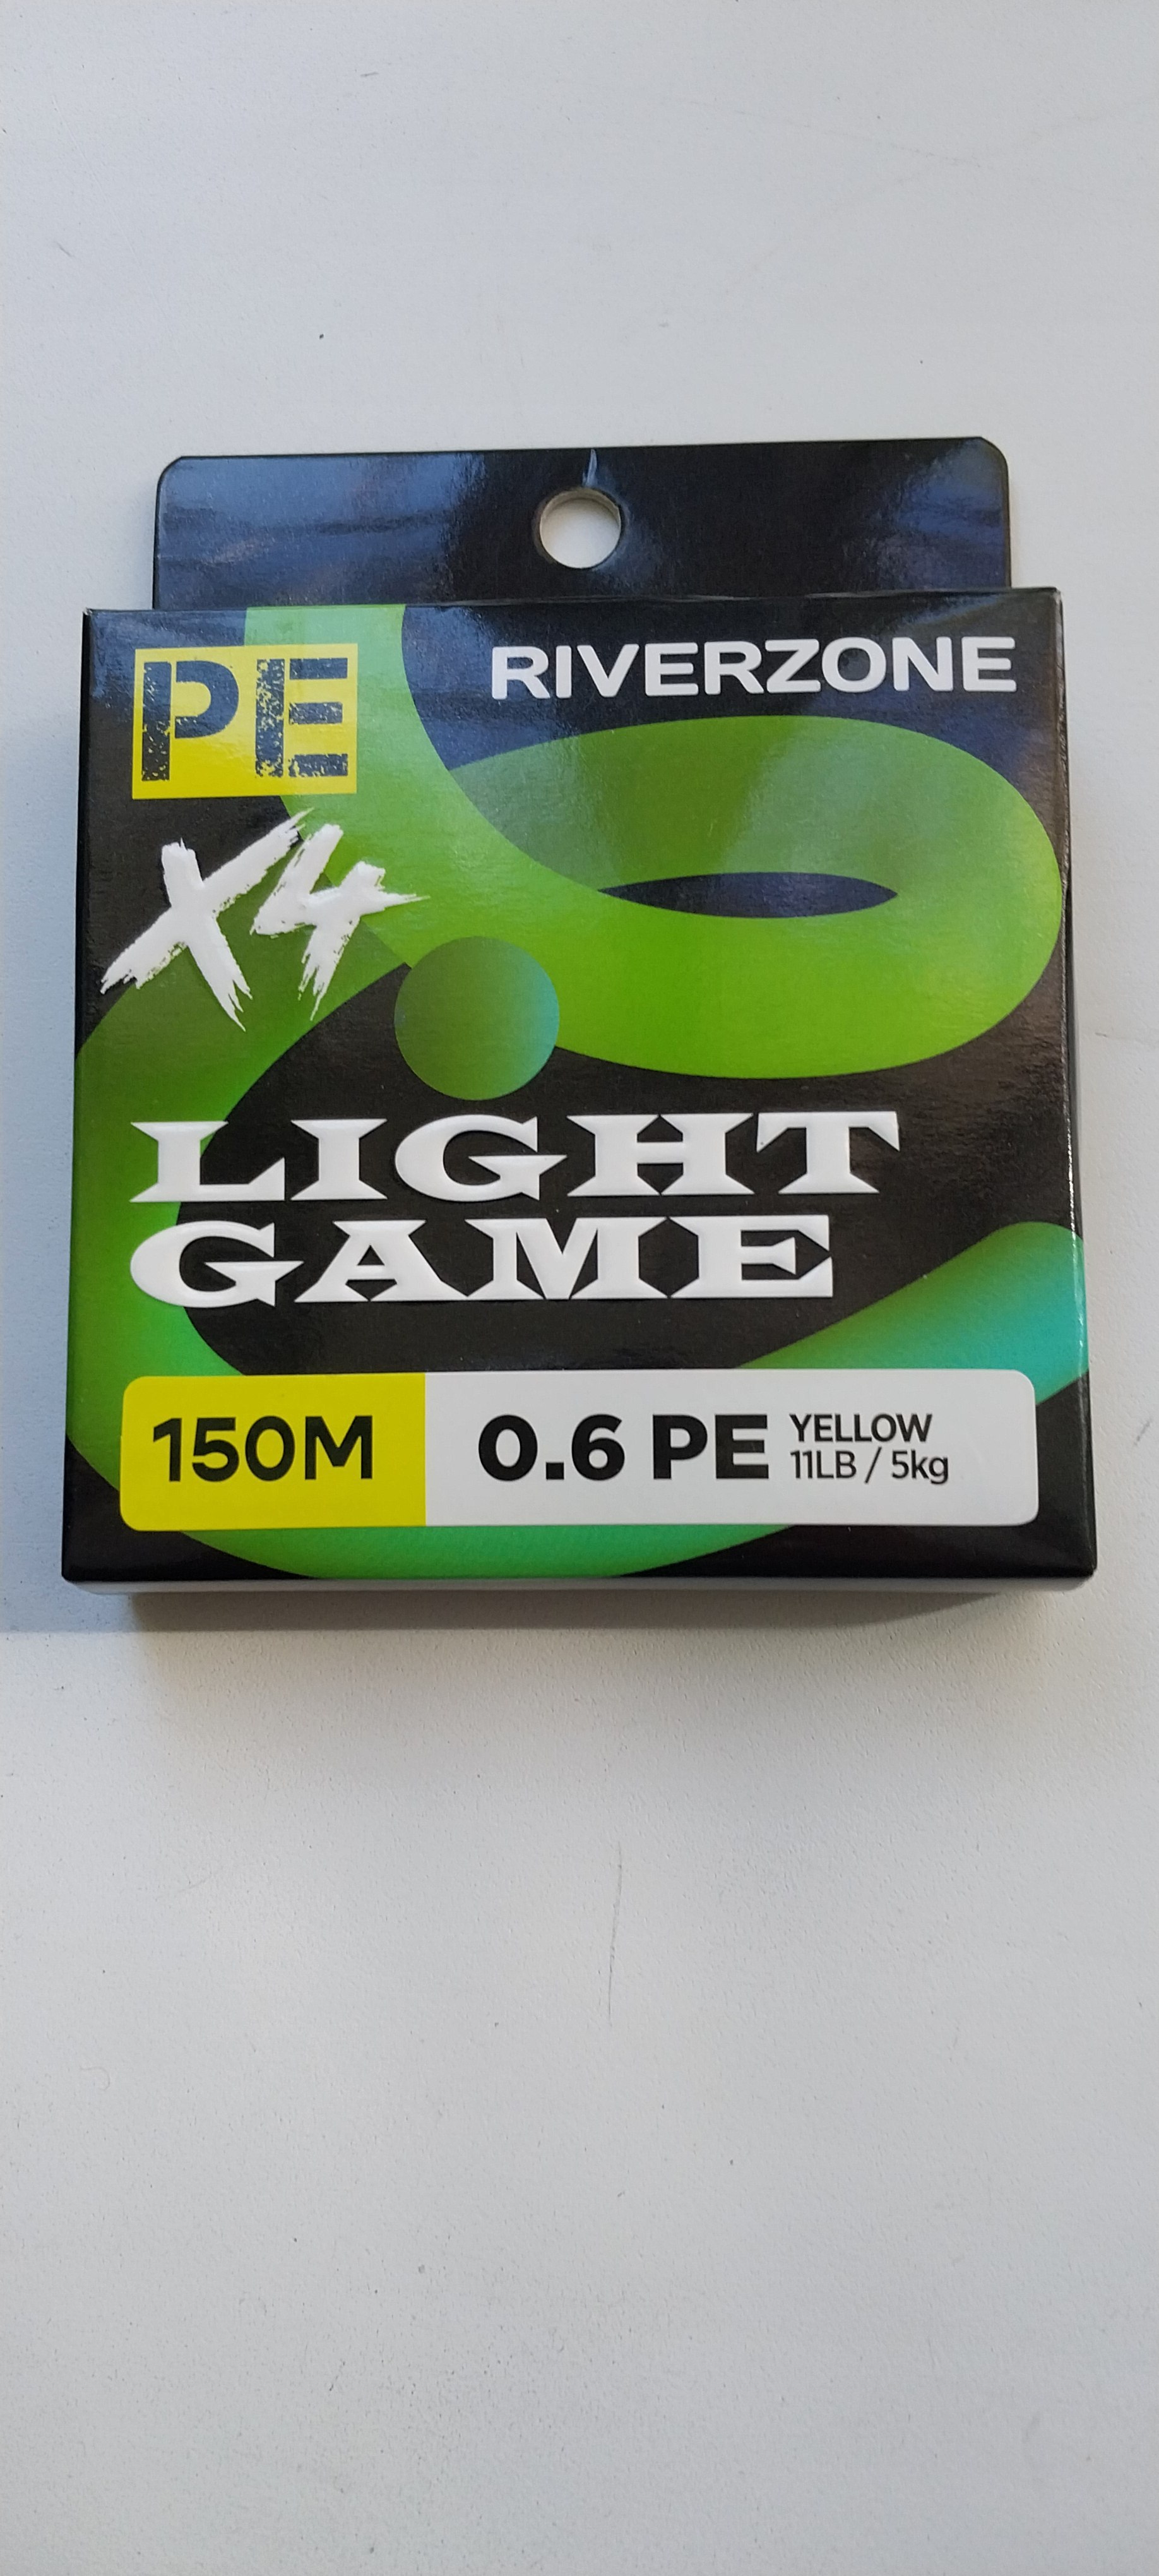 PE
RIVERZONE
X4
LIGHT
GAME
150M
0.6 PE
YELLOW
11LB / 5kg